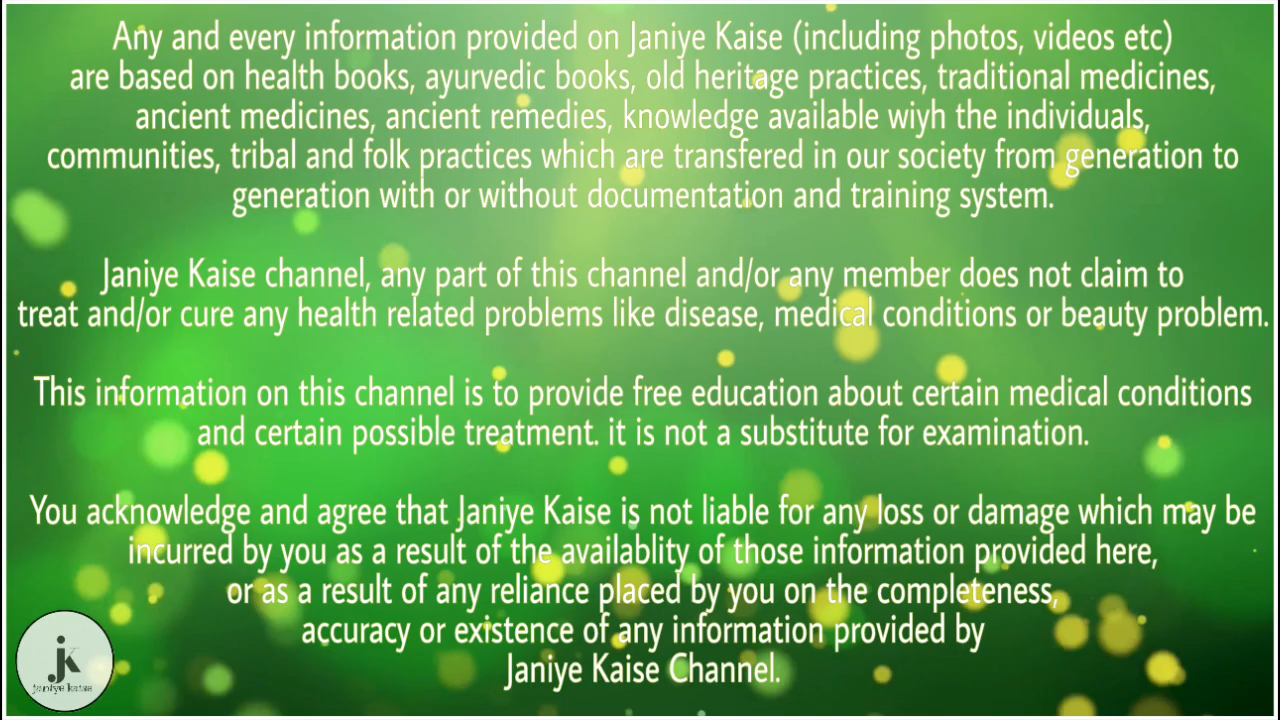 Any and every information provided on Janiye Kaise (including photos, videos etc)
are based on health books, ayurvedic books, old heritage practices, traditional medicines,
ancient medicines, ancient remedies, knowledge available wiyh the individuals,
communities, tribal and folk practices which are transfered in our society from generation to
generation with or without documentation and training system.
Janiye Kaise channel, any part of this channel and/or any member does not claim to
treat and/or cure any health related problems like disease, medical conditions or beauty problem.
This information on this channel is to provide free education about certain medical conditions
and certain possible treatment. it is not a substitute for examination.
You acknowledge and agree that Janiye Kaise is not liable for any loss or damage which may be
incurred by you as a result of the availablity of those information provided here,
or as a result of any reliance placed by you on the completeness,
accuracy or existence of any information provided by
Janiye Kaise Channel.
jk
janiye kaise